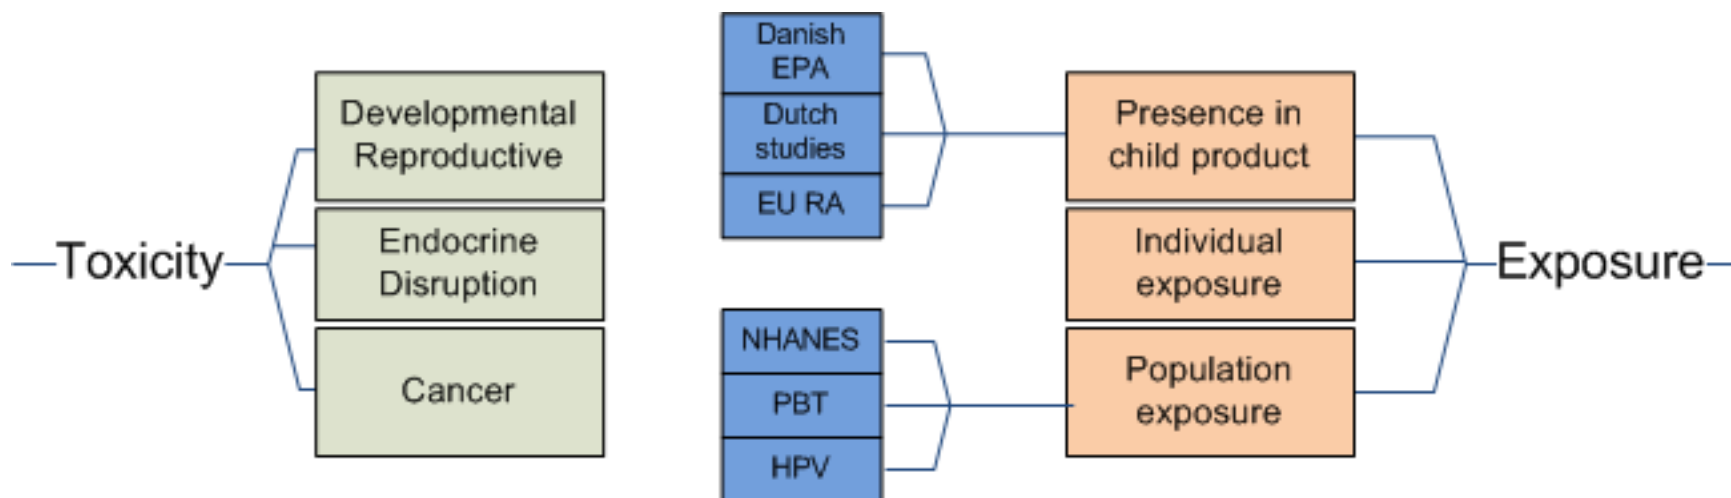 Toxicity
Developmental
Reproductive
Endocrine
Disruption
Cancer
Danish
EPA
Dutch
studies
EU RA
NHANES
PBT
HPV
Presence in
child product
Individual
exposure
Population
exposure
Exposure